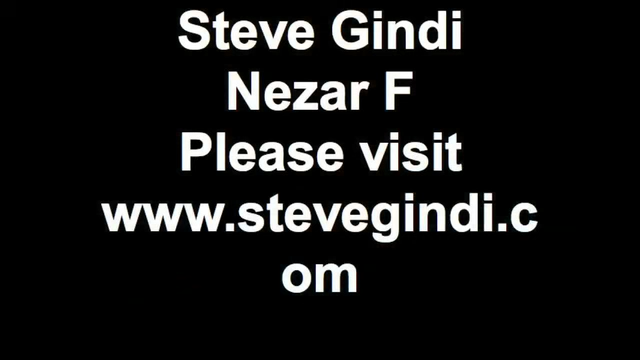 Steve Gindi
Nezar F
Please visit
www.stevegindi.c
om